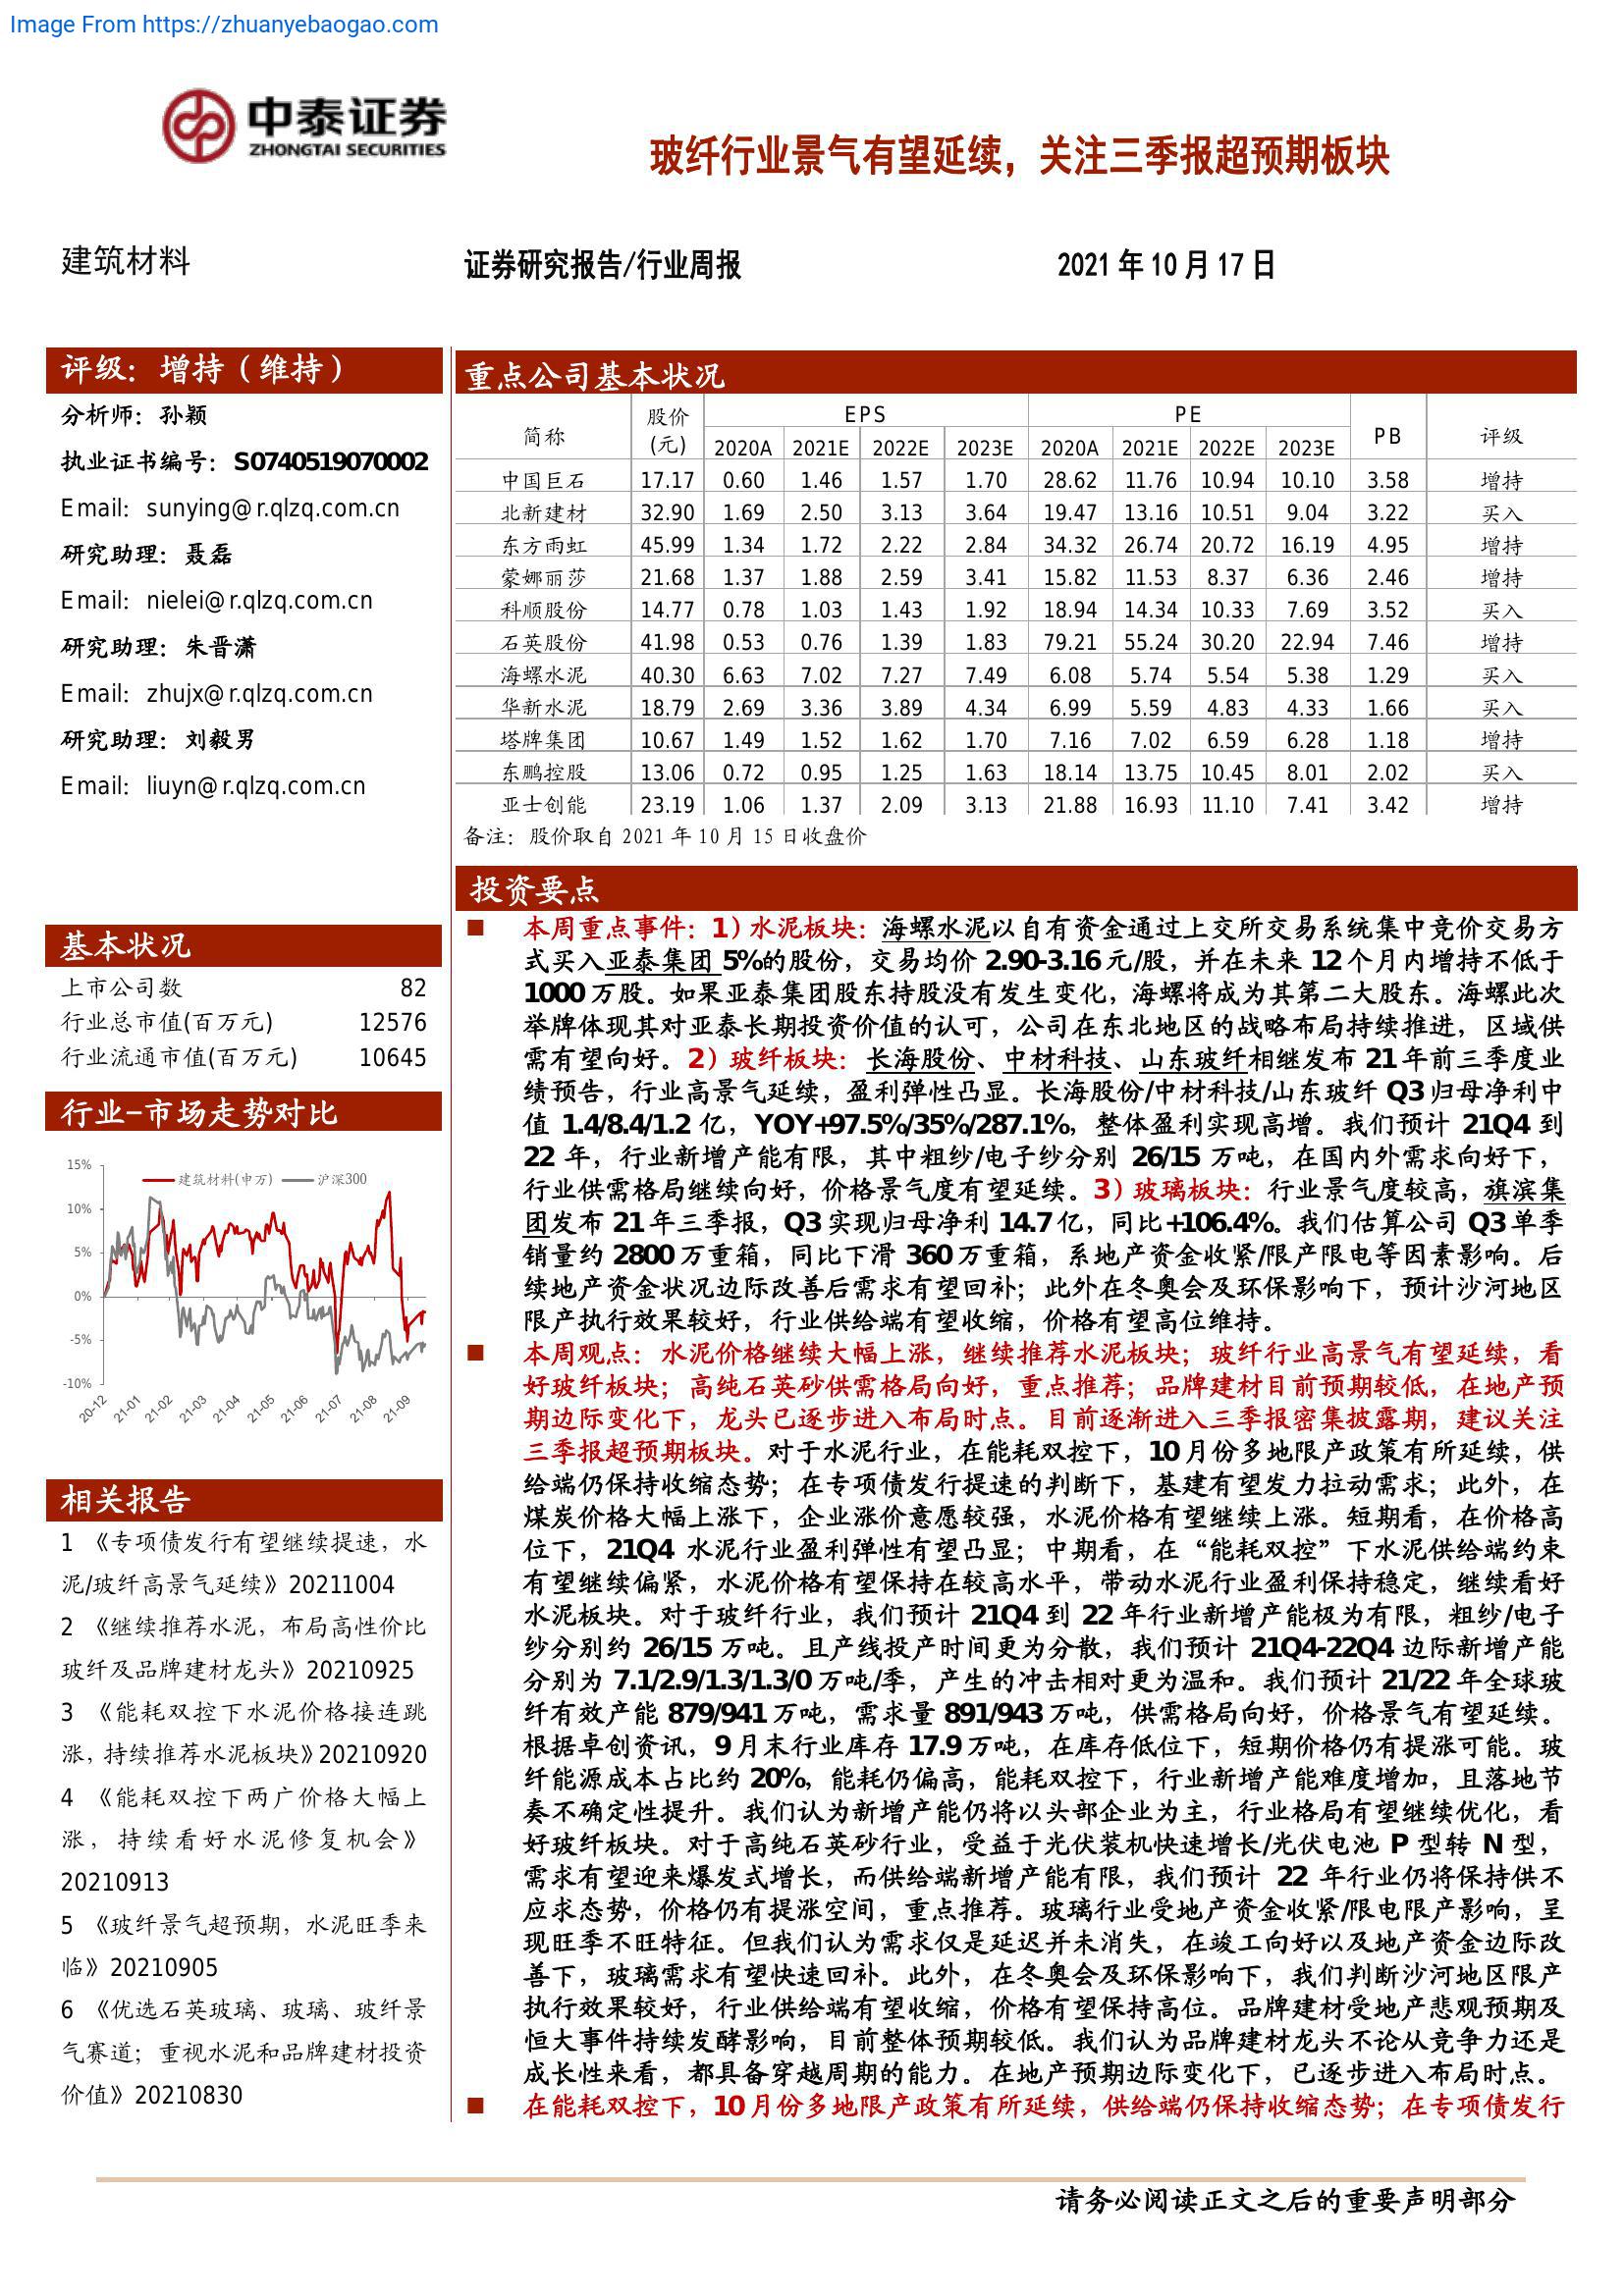 Image From https://zhuanyebaogao.com
中泰证券
ZHONGTAI SECURITIES
玻纤行业景气有望延续，关注三季报超预期板块
建筑材料
证券研究报告/行业周报
2021 年 10 月 17 日
评级：增持（维持）
分析师：孙颖
执业证书编号：S0740519070002
Email：sunying@r.qlzq.com.cn
研究助理：聂磊
Email：nielei@r.qlzq.com.cn
研究助理：朱晋潇
Email：zhujx@r.qlzq.com.cn
研究助理：刘毅男
Email：liuyn@r.qlzq.com.cn
基本状况
上市公司数 82
行业总市值(百万元) 12576
行业流通市值(百万元) 10645
行业-市场走势对比
建筑材料(申万) 沪深300
15%
10%
5%
0%
-5%
-10%
20-12 21-01 21-02 21-03 21-04 21-05 21-06 21-07 21-08 21-09
相关报告
1 《专项债发行有望继续提速，水
泥/玻纤高景气延续》20211004
2 《继续推荐水泥，布局高性价比
玻纤及品牌建材龙头》20210925
3 《能耗双控下水泥价格接连跳
涨，持续推荐水泥板块》20210920
4 《能耗双控下两广价格大幅上
涨，持续看好水泥修复机会》
20210913
5 《玻纤景气超预期，水泥旺季来
临》20210905
6 《优选石英玻璃、玻璃、玻纤景
气赛道；重视水泥和品牌建材投资
价值》20210830
重点公司基本状况
简称 股价(元) EPS PE PB 评级
2020A 2021E 2022E 2023E 2020A 2021E 2022E 2023E
中国巨石 17.17 0.60 1.46 1.57 1.70 28.62 11.76 10.94 10.10 3.58 增持
北新建材 32.90 1.69 2.50 3.13 3.64 19.47 13.16 10.51 9.04 3.22 买入
东方雨虹 45.99 1.34 1.72 2.22 2.84 34.32 26.74 20.72 16.19 4.95 增持
蒙娜丽莎 21.68 1.37 1.88 2.59 3.41 15.82 11.53 8.37 6.36 2.46 增持
科顺股份 14.77 0.78 1.03 1.43 1.92 18.94 14.34 10.33 7.69 3.52 买入
石英股份 41.98 0.53 0.76 1.39 1.83 79.21 55.24 30.20 22.94 7.46 增持
海螺水泥 40.30 6.63 7.02 7.27 7.49 6.08 5.74 5.54 5.38 1.29 买入
华新水泥 18.79 2.69 3.36 3.89 4.34 6.99 5.59 4.83 4.33 1.66 买入
塔牌集团 10.67 1.49 1.52 1.62 1.70 7.16 7.02 6.59 6.28 1.18 增持
东鹏控股 13.06 0.72 0.95 1.25 1.63 18.14 13.75 10.45 8.01 2.02 买入
亚士创能 23.19 1.06 1.37 2.09 3.13 21.88 16.93 11.10 7.41 3.42 增持
备注：股价取自 2021 年 10 月 15 日收盘价
投资要点
■ 本周重点事件：1）水泥板块：海螺水泥以自有资金通过上交所交易系统集中竞价交易方
式买入亚泰集团 5%的股份，交易均价 2.90-3.16 元/股，并在未来 12 个月内增持不低于
1000 万股。如果亚泰集团股东持股没有发生变化，海螺将成为其第二大股东。海螺此次
举牌体现其对亚泰长期投资价值的认可，公司在东北地区的战略布局持续推进，区域供
需有望向好。2）玻纤板块：长海股份、中材科技、山东玻纤相继发布 21 年前三季度业
绩预告，行业高景气延续，盈利弹性凸显。长海股份/中材科技/山东玻纤 Q3 归母净利中
值 1.4/8.4/1.2 亿，YOY+97.5%/35%/287.1%，整体盈利实现高增。我们预计 21Q4 到
22 年，行业新增产能有限，其中粗纱/电子纱分别 26/15 万吨，在国内外需求向好下，
行业供需格局继续向好，价格景气度有望延续。3）玻璃板块：行业景气度较高，旗滨集
团发布 21 年三季报，Q3 实现归母净利 14.7 亿，同比+106.4%。我们估算公司 Q3 单季
销量约 2800 万重箱，同比下滑 360 万重箱，系地产资金收紧/限产限电等因素影响。后
续地产资金状况边际改善后需求有望回补；此外在冬奥会及环保影响下，预计沙河地区
限产执行效果较好，行业供给端有望收缩，价格有望高位维持。
■ 本周观点：水泥价格继续大幅上涨，继续推荐水泥板块；玻纤行业高景气有望延续，看
好玻纤板块；高纯石英砂供需格局向好，重点推荐；品牌建材目前预期较低，在地产预
期边际变化下，龙头已逐步进入布局时点。目前逐渐进入三季报密集披露期，建议关注
三季报超预期板块。对于水泥行业，在能耗双控下，10 月份多地限产政策有所延续，供
给端仍保持收缩态势；在专项债发行提速的判断下，基建有望发力拉动需求；此外，在
煤炭价格大幅上涨下，企业涨价意愿较强，水泥价格有望继续上涨。短期看，在价格高
位下，21Q4 水泥行业盈利弹性有望凸显；中期看，在“能耗双控”下水泥供给端约束
有望继续偏紧，水泥价格有望保持在较高水平，带动水泥行业盈利保持稳定，继续看好
水泥板块。对于玻纤行业，我们预计 21Q4 到 22 年行业新增产能极为有限，粗纱/电子
纱分别约 26/15 万吨。且产线投产时间更为分散，我们预计 21Q4-22Q4 边际新增产能
分别为 7.1/2.9/1.3/1.3/0 万吨/季，产生的冲击相对更为温和。我们预计 21/22 年全球玻
纤有效产能 879/941 万吨，需求量 891/943 万吨，供需格局向好，价格景气有望延续。
根据卓创资讯，9 月末行业库存 17.9 万吨，在库存低位下，短期价格仍有提涨可能。玻
纤能源成本占比约 20%，能耗仍偏高，能耗双控下，行业新增产能难度增加，且落地节
奏不确定性提升。我们认为新增产能仍将以头部企业为主，行业格局有望继续优化，看
好玻纤板块。对于高纯石英砂行业，受益于光伏装机快速增长/光伏电池 P 型转 N 型，
需求有望迎来爆发式增长，而供给端新增产能有限，我们预计 22 年行业仍将保持供不
应求态势，价格仍有提涨空间，重点推荐。玻璃行业受地产资金收紧/限电限产影响，呈
现旺季不旺特征。但我们认为需求仅是延迟并未消失，在竣工向好以及地产资金边际改
善下，玻璃需求有望快速回补。此外，在冬奥会及环保影响下，我们判断沙河地区限产
执行效果较好，行业供给端有望收缩，价格有望保持高位。品牌建材受地产悲观预期及
恒大事件持续发酵影响，目前整体预期较低。我们认为品牌建材龙头不论从竞争力还是
成长性来看，都具备穿越周期的能力。在地产预期边际变化下，已逐步进入布局时点。
■ 在能耗双控下，10 月份多地限产政策有所延续，供给端仍保持收缩态势；在专项债发行
请务必阅读正文之后的重要声明部分